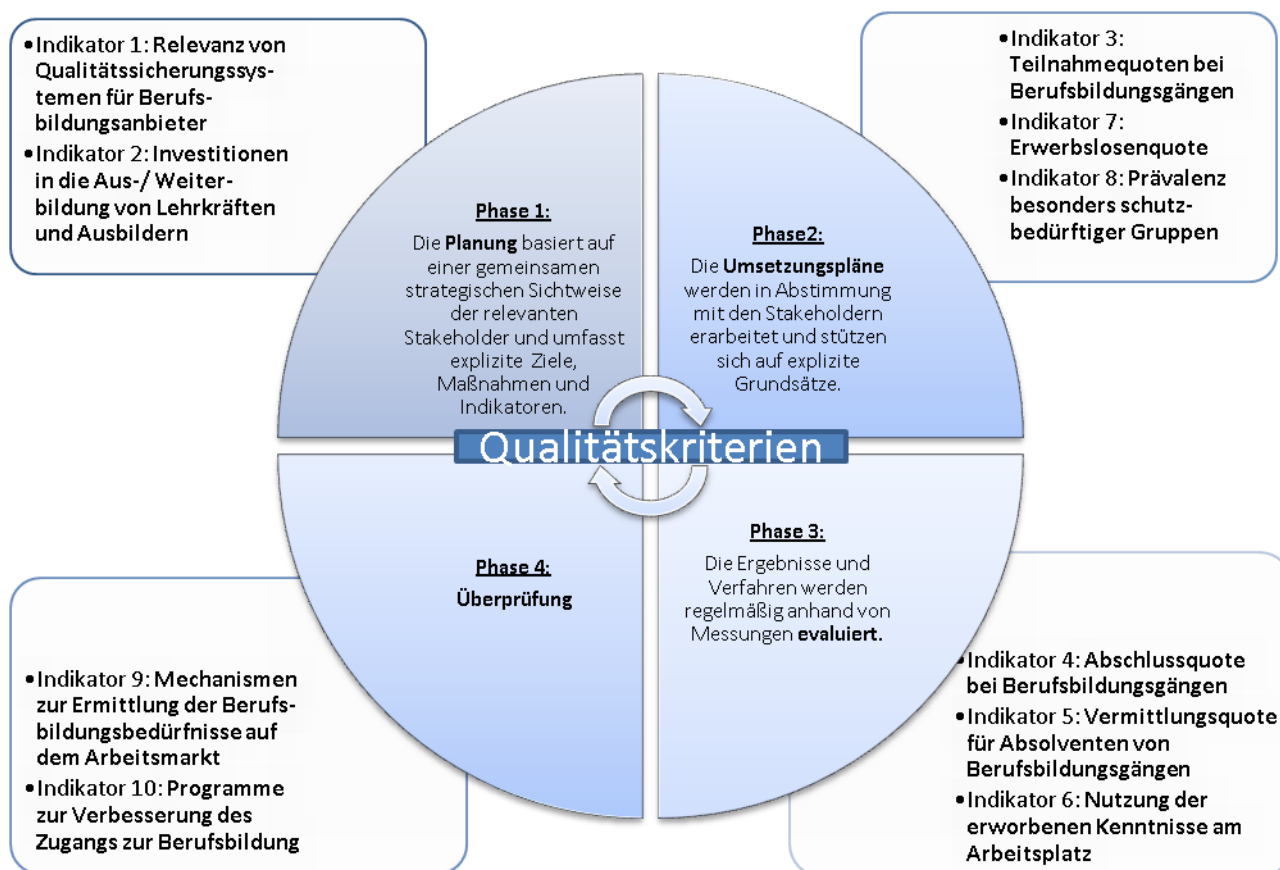 •Indikator 1: Relevanz von
Qualitätssicherungssys-
temen für Berufs-
bildungsanbieter
•Indikator 2: Investitionen
in die Aus-/ Weiter-
bildung von Lehrkräften
und Ausbildern
•Indikator 3:
Teilnahmequoten bei
Berufsbildungsgängen
•Indikator 7:
Erwerbslosenquote
•Indikator 8: Prävalenz
besonders schutz-
bedürftiger Gruppen
Phase 1:
Die Planung basiert auf
einer gemeinsamen
strategischen Sichtweise
der relevanten
Stakeholder und umfasst
explizite Ziele,
Maßnahmen und
Indikatoren.
Phase2:
Die Umsetzungspläne
werden in Abstimmung
mit den Stakeholdern
erarbeitet und stützen
sich auf explizite
Grundsätze.
Qualitätskriterien
Phase 4:
Überprüfung
Phase 3:
Die Ergebnisse und
Verfahren werden
regelmäßig anhand von
Messungen evaluiert.
•Indikator 9: Mechanismen
zur Ermittlung der Berufs-
bildungsbedürfnisse auf
dem Arbeitsmarkt
•Indikator 10: Programme
zur Verbesserung des
Zugangs zur Berufsbildung
•Indikator 4: Abschlussquote
bei Berufsbildungsgängen
•Indikator 5: Vermittlungsquote
für Absolventen von
Berufsbildungsgängen
•Indikator 6: Nutzung der
erworbenen Kenntnisse am
Arbeitsplatz